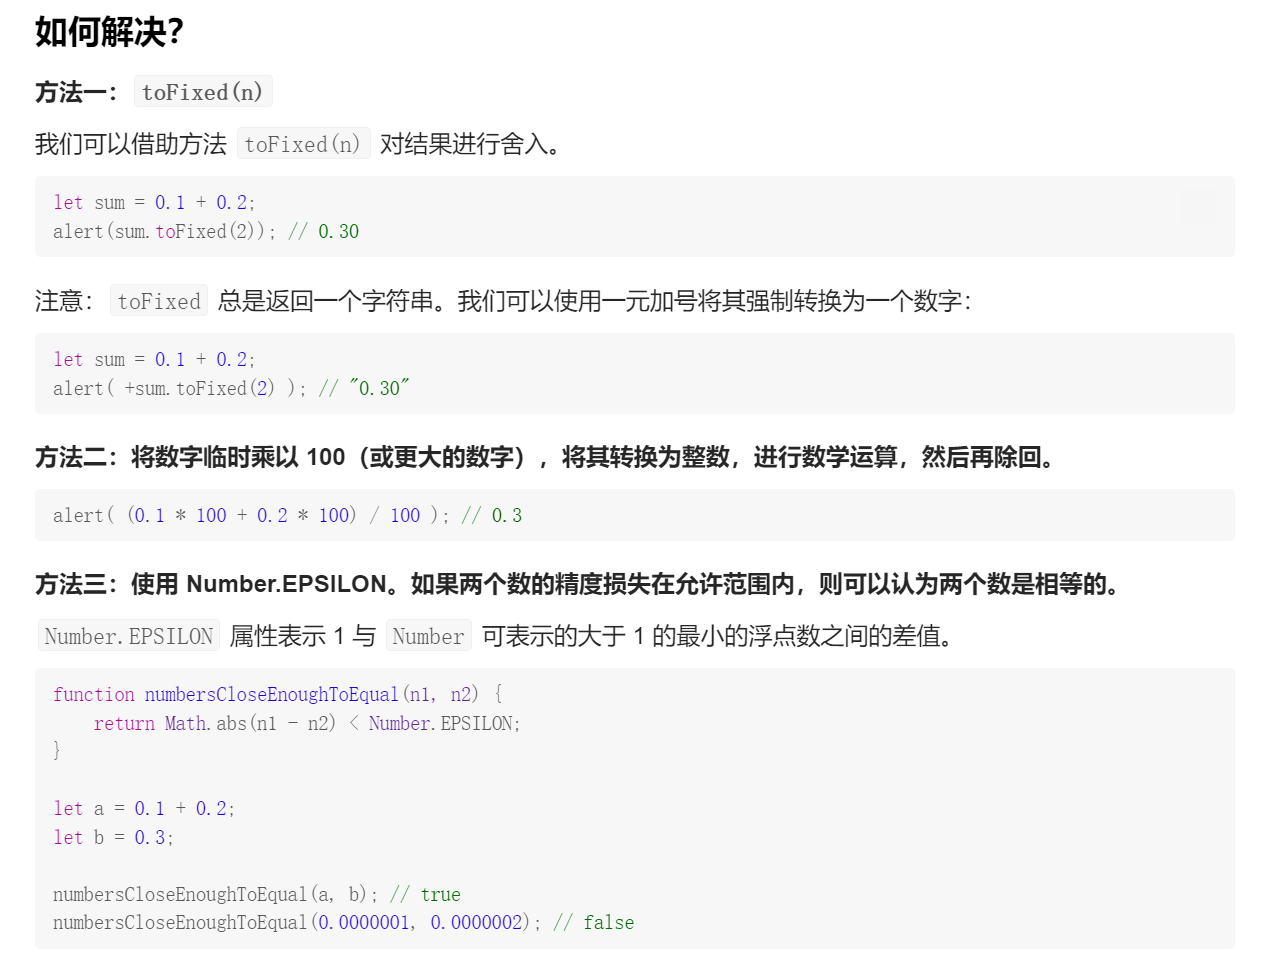 如何解决？
方法一： toFixed(n)
我们可以借助方法 toFixed(n) 对结果进行舍入。
let sum = 0.1 + 0.2;
alert(sum.toFixed(2)); // 0.30
注意： toFixed 总是返回一个字符串。我们可以使用一元加号将其强制转换为一个数字：
let sum = 0.1 + 0.2;
alert( +sum.toFixed(2) ); // "0.30"
方法二：将数字临时乘以 100（或更大的数字），将其转换为整数，进行数学运算，然后再除回。
alert( (0.1 * 100 + 0.2 * 100) / 100 ); // 0.3
方法三：使用 Number.EPSILON。如果两个数的精度损失在允许范围内，则可以认为两个数是相等的。
Number.EPSILON 属性表示 1 与 Number 可表示的大于 1 的最小的浮点数之间的差值。
function numbersCloseEnoughToEqual(n1, n2) {
    return Math.abs(n1 - n2) < Number.EPSILON;
}
let a = 0.1 + 0.2;
let b = 0.3;
numbersCloseEnoughToEqual(a, b); // true
numbersCloseEnoughToEqual(0.0000001, 0.0000002); // false